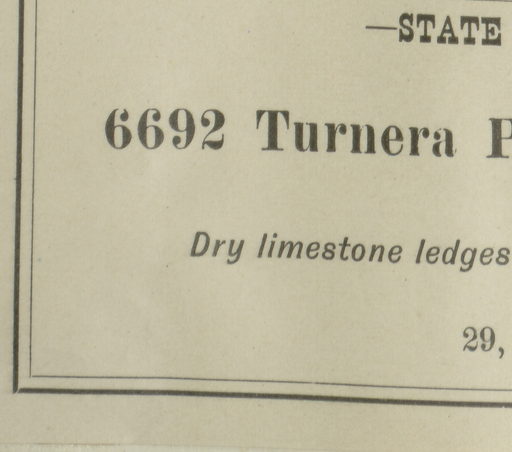 —STATE
6692 Turnera P
Dry limestone ledges
29,